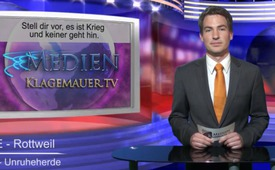 Stell dir vor, es ist Krieg
und keiner geht hin.
MEDIEN
KLAGEMAUER.TV
E - Rottweil
- Unruheherde